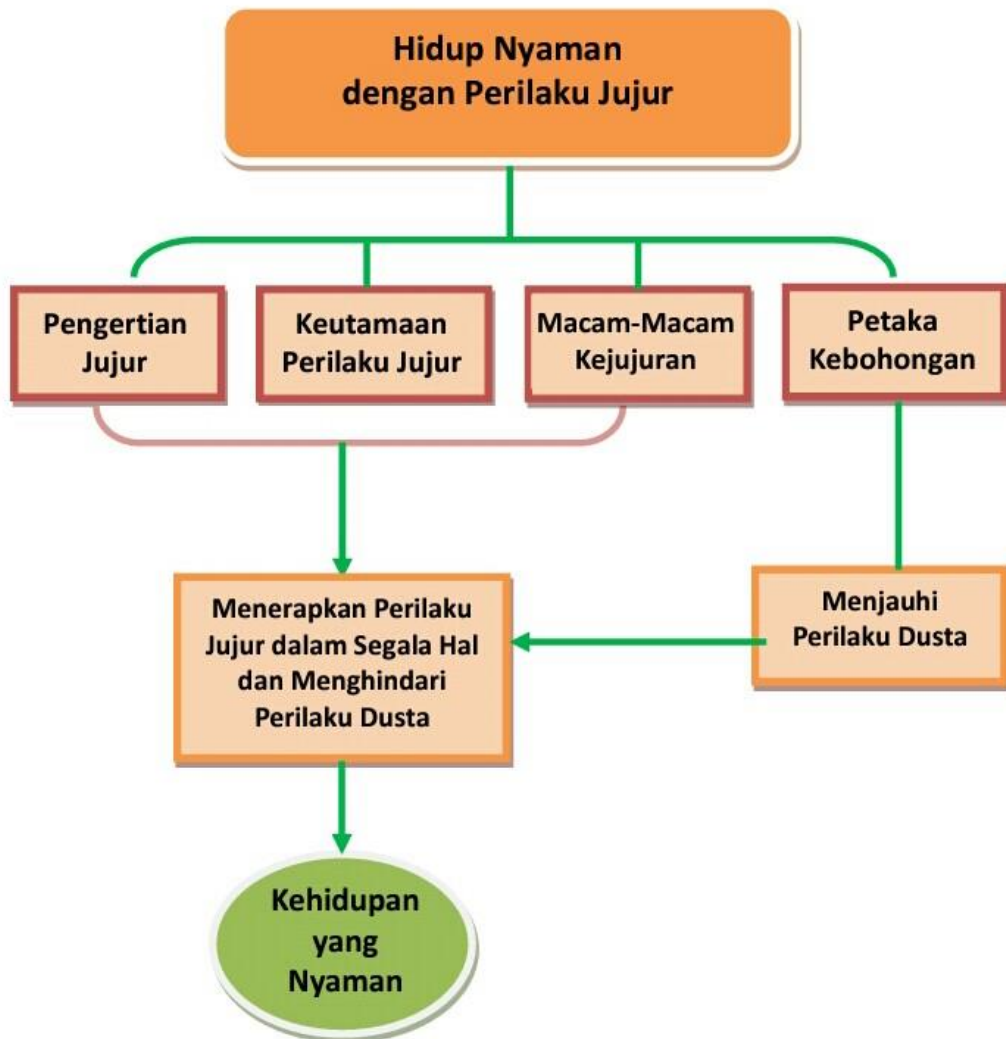 Hidup Nyaman
dengan Perilaku Jujur
Pengertian
Jujur
Keutamaan
Perilaku Jujur
Macam-Macam
Kejujuran
Petaka
Kebohongan
Menerapkan Perilaku
Jujur dalam Segala Hal
dan Menghindari
Perilaku Dusta
Menjauhi
Perilaku Dusta
Kehidupan
yang
Nyaman